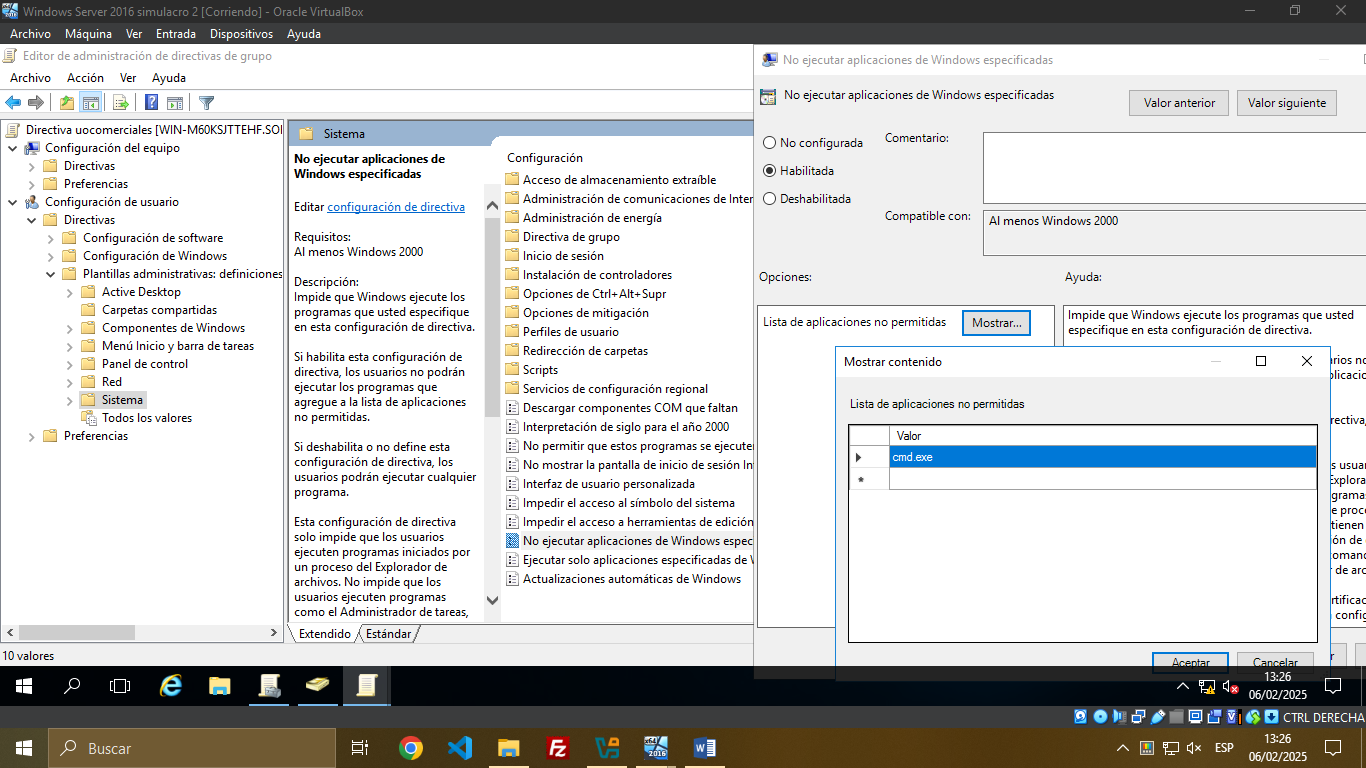 Windows Server 2016 simulacro 2 [Corriendo] - Oracle VirtualBox
Archivo Máquina Ver Entrada Dispositivos Ayuda
Editor de administración de directivas de grupo
Archivo Acción Ver Ayuda
Directiva uocomerciales [WIN-M60KSJTTEHF.SOI
Configuración del equipo
Directivas
Preferencias
Configuración de usuario
Directivas
Configuración de software
Configuración de Windows
Plantillas administrativas: definiciones
Active Desktop
Carpetas compartidas
Componentes de Windows
Menú Inicio y barra de tareas
Panel de control
Red
Sistema
Todos los valores
Preferencias
Sistema
No ejecutar aplicaciones de
Windows especificadas
Editar configuración de directiva
Requisitos:
Al menos Windows 2000
Descripción:
Impide que Windows ejecute los
programas que usted especifique
en esta configuración de directiva.
Si habilita esta configuración de
directiva, los usuarios no podrán
ejecutar los programas que
agregue a la lista de aplicaciones
no permitidas.
Si deshabilita o no define esta
configuración de directiva, los
usuarios podrán ejecutar cualquier
programa.
Esta configuración de directiva
solo impide que los usuarios
ejecuten programas iniciados por
un proceso del Explorador de
archivos. No impide que los
usuarios ejecuten programas
como el Administrador de tareas,
Configuración
Acceso de almacenamiento extraíble
Administración de comunicaciones de Inter
Administración de energía
Directiva de grupo
Inicio de sesión
Instalación de controladores
Opciones de Ctrl+Alt+Supr
Opciones de mitigación
Perfiles de usuario
Redirección de carpetas
Scripts
Servicios de configuración regional
Descargar componentes COM que faltan
Interpretación de siglo para el año 2000
No permitir que estos programas se ejecuten
No mostrar la pantalla de inicio de sesión In
Interfaz de usuario personalizada
Impedir el acceso al símbolo del sistema
Impedir el acceso a herramientas de edición
No ejecutar aplicaciones de Windows espec
Ejecutar solo aplicaciones especificadas de W
Actualizaciones automáticas de Windows
Extendido Estándar
10 valores
No ejecutar aplicaciones de Windows especificadas
No ejecutar aplicaciones de Windows especificadas
Valor anterior Valor siguiente
No configurada
Habilitada
Deshabilitada
Comentario:
Compatible con:
Al menos Windows 2000
Opciones:
Ayuda:
Lista de aplicaciones no permitidas Mostrar...
Impide que Windows ejecute los programas que usted
especifique en esta configuración de directiva.
Mostrar contenido
Lista de aplicaciones no permitidas
Valor
cmd.exe
Aceptar Cancelar
13:26
06/02/2025
CTRL DERECHA
Buscar
ESP
13:26
06/02/2025